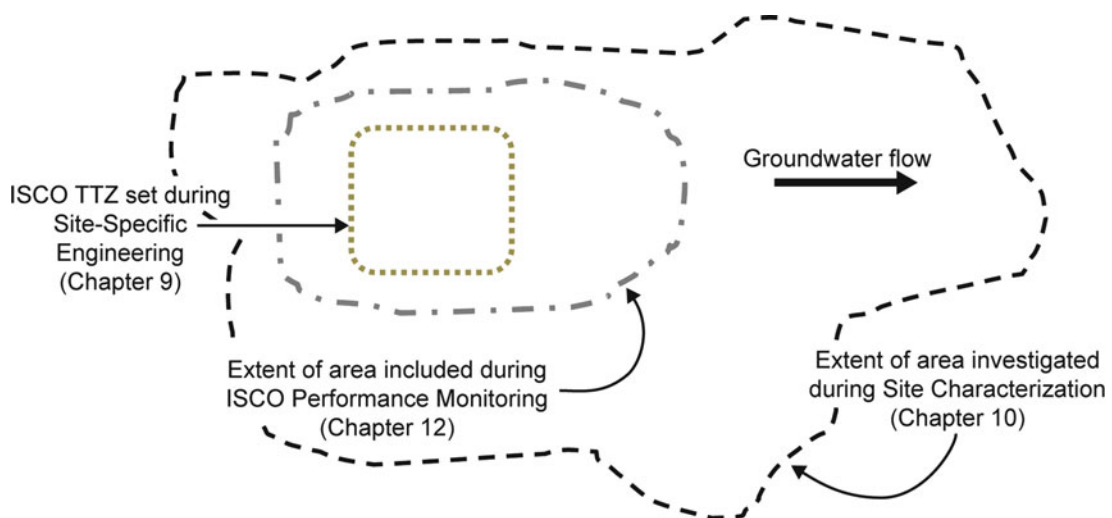 Groundwater flow
ISCO TTZ set during
Site-Specific
Engineering
(Chapter 9)
Extent of area included during
ISCO Performance Monitoring
(Chapter 12)
Extent of area investigated
during Site Characterization
(Chapter 10)